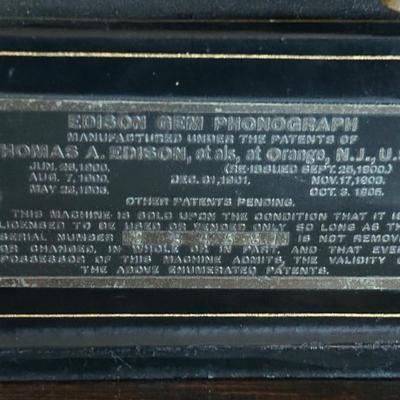 EDISON GEM PHONOGRAPH
MANUFACTURED UNDER THE PATENTS OF
THOMAS A. EDISON, et als, at Orange, N.J., U.S.
JUN. 26, 1900. (RE-ISSUED SEPT. 25, 1900.)
AUG. 7, 1900. DEC. 31, 1901. NOV. 17, 1903.
MAY 23, 1905. OCT. 3, 1905.
OTHER PATENTS PENDING.
THIS MACHINE IS SOLD UPON THE CONDITION THAT IT IS
LICENSED TO BE USED OR VENDED ONLY SO LONG AS THE
SERIAL NUMBER IS NOT REMOVED
OR CHANGED, IN WHOLE OR IN PART, AND THAT EVERY
POSSESSOR OF THIS MACHINE ADMITS, THE VALIDITY OF
THE ABOVE ENUMERATED PATENTS.